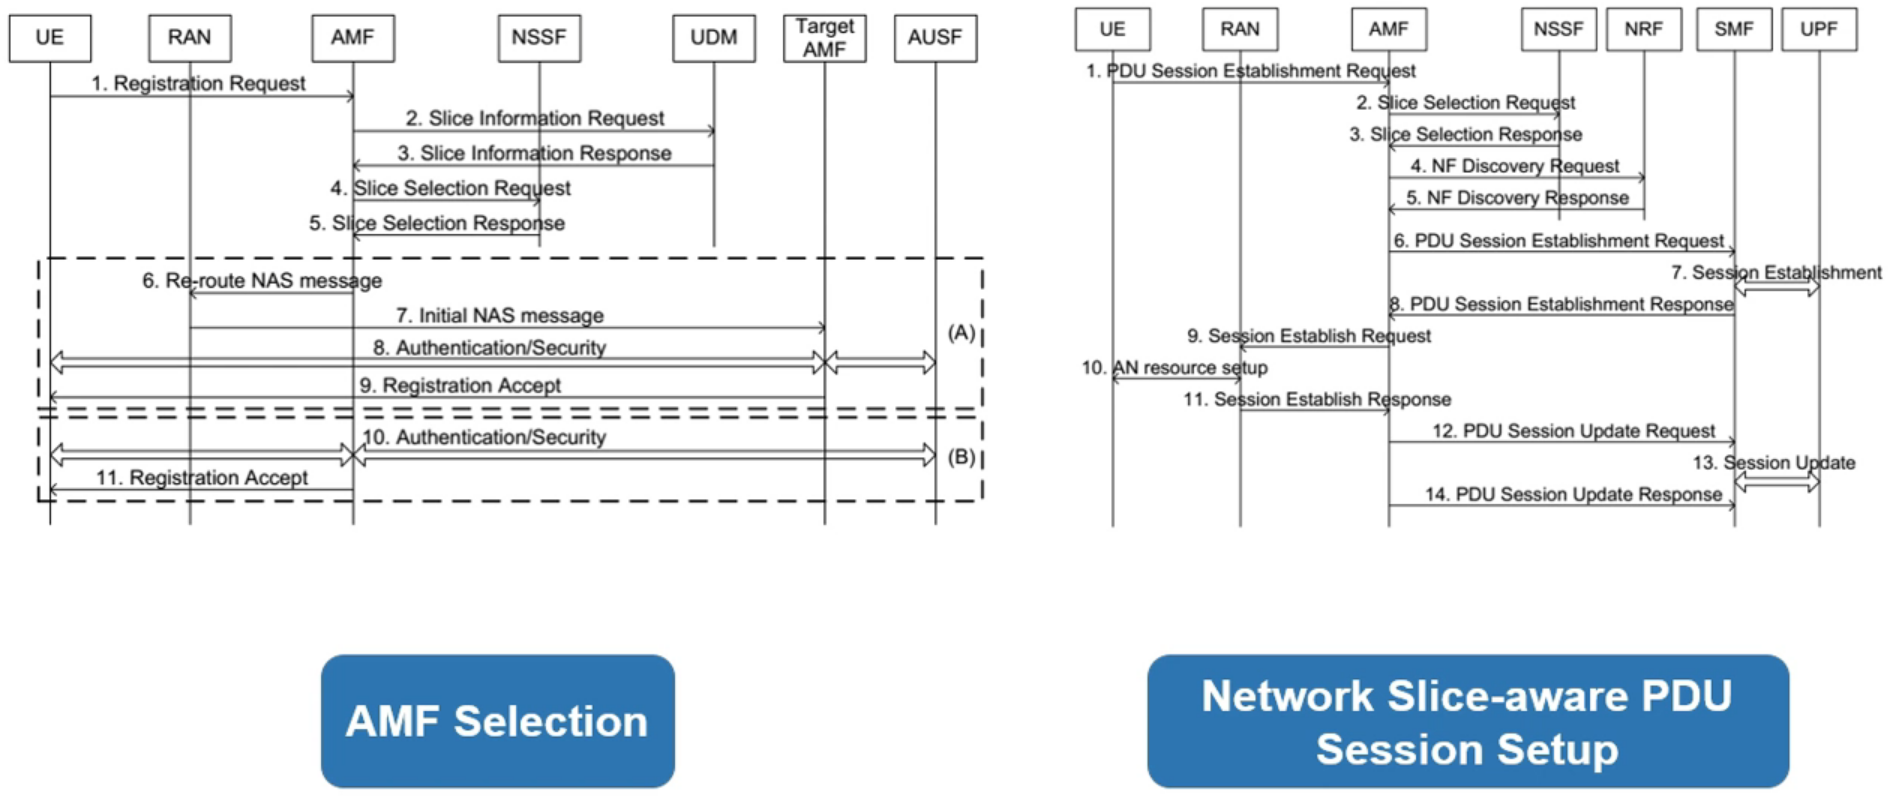 UE
RAN
AMF
NSSF
UDM
Target
AMF
AUSF
1. Registration Request
2. Slice Information Request
3. Slice Information Response
4. Slice Selection Request
5. Slice Selection Response
6. Re-route NAS message
7. Initial NAS message
(A)
8. Authentication/Security
9. Registration Accept
10. Authentication/Security
(B)
11. Registration Accept
AMF Selection
UE
RAN
AMF
NSSF
NRF
SMF
UPF
1. PDU Session Establishment Request
2. Slice Selection Request
3. Slice Selection Response
4. NF Discovery Request
5. NF Discovery Response
6. PDU Session Establishment Request
7. Session Establishment
8. PDU Session Establishment Response
9. Session Establish Request
10. AN resource setup
11. Session Establish Response
12. PDU Session Update Request
13. Session Update
14. PDU Session Update Response
Network Slice-aware PDU
Session Setup